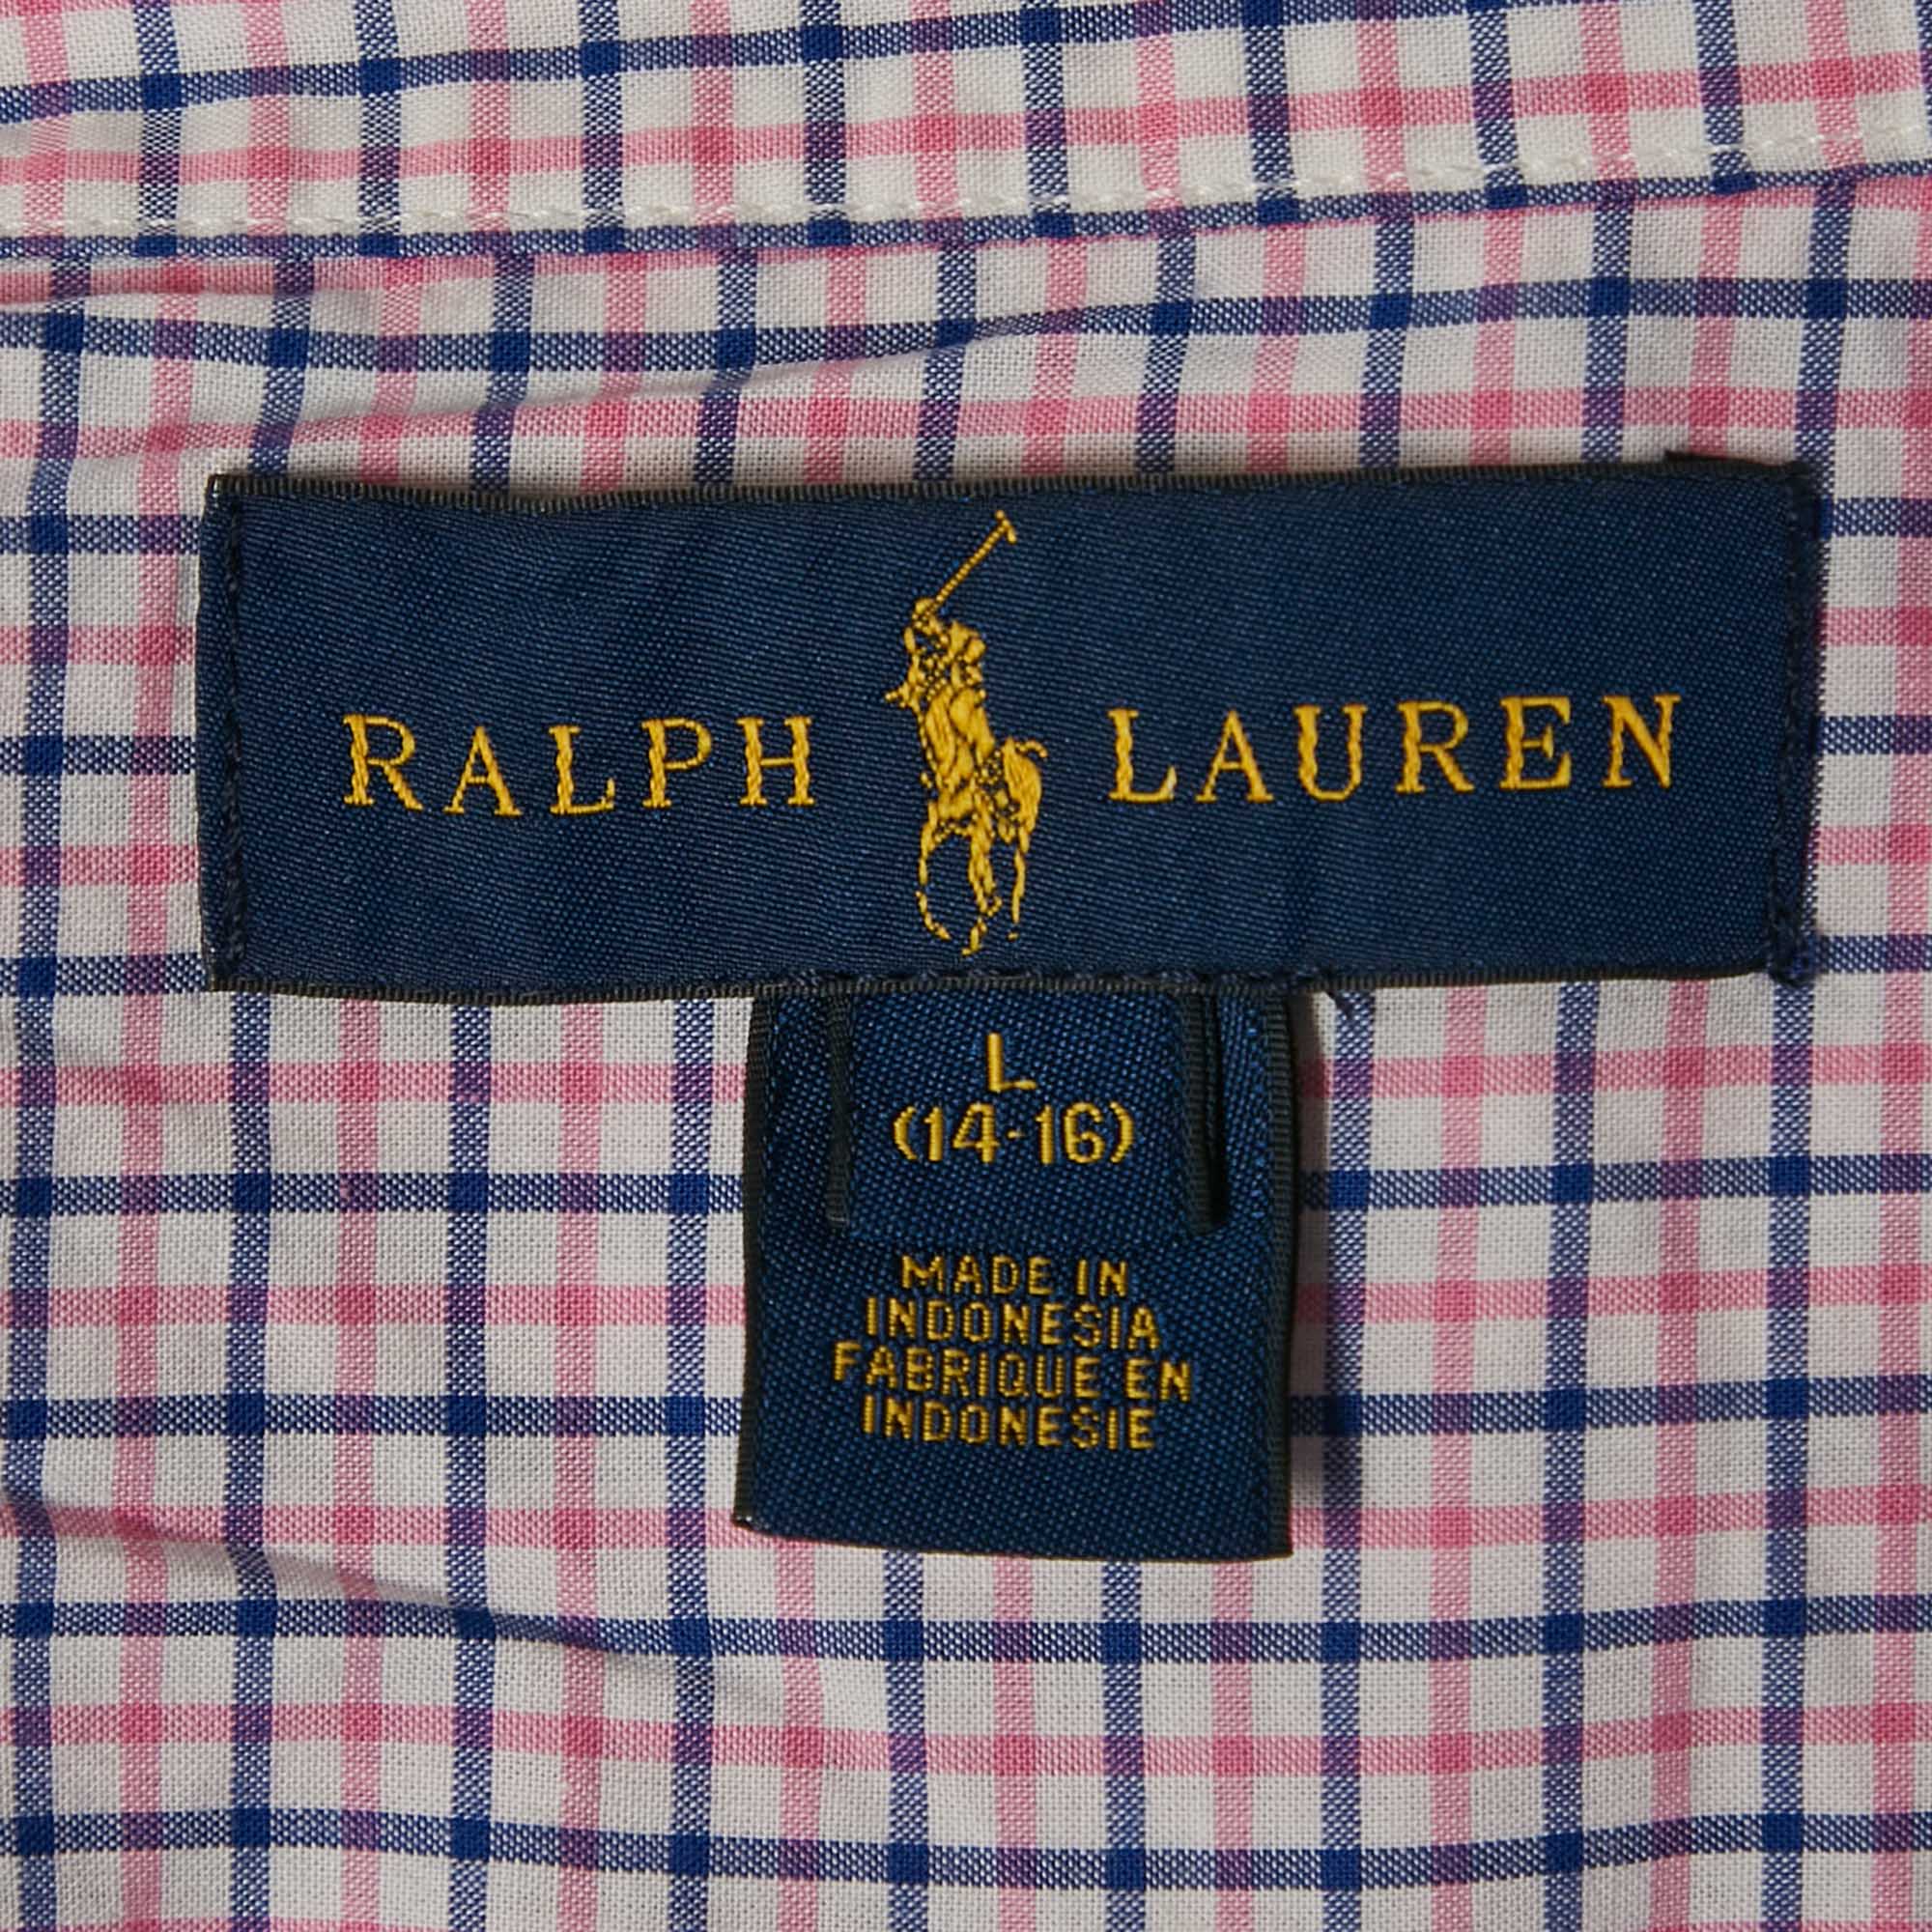 RALPH LAUREN
L
(14-16)
MADE IN
INDONESIA
FABRIQUE EN
INDONESIE